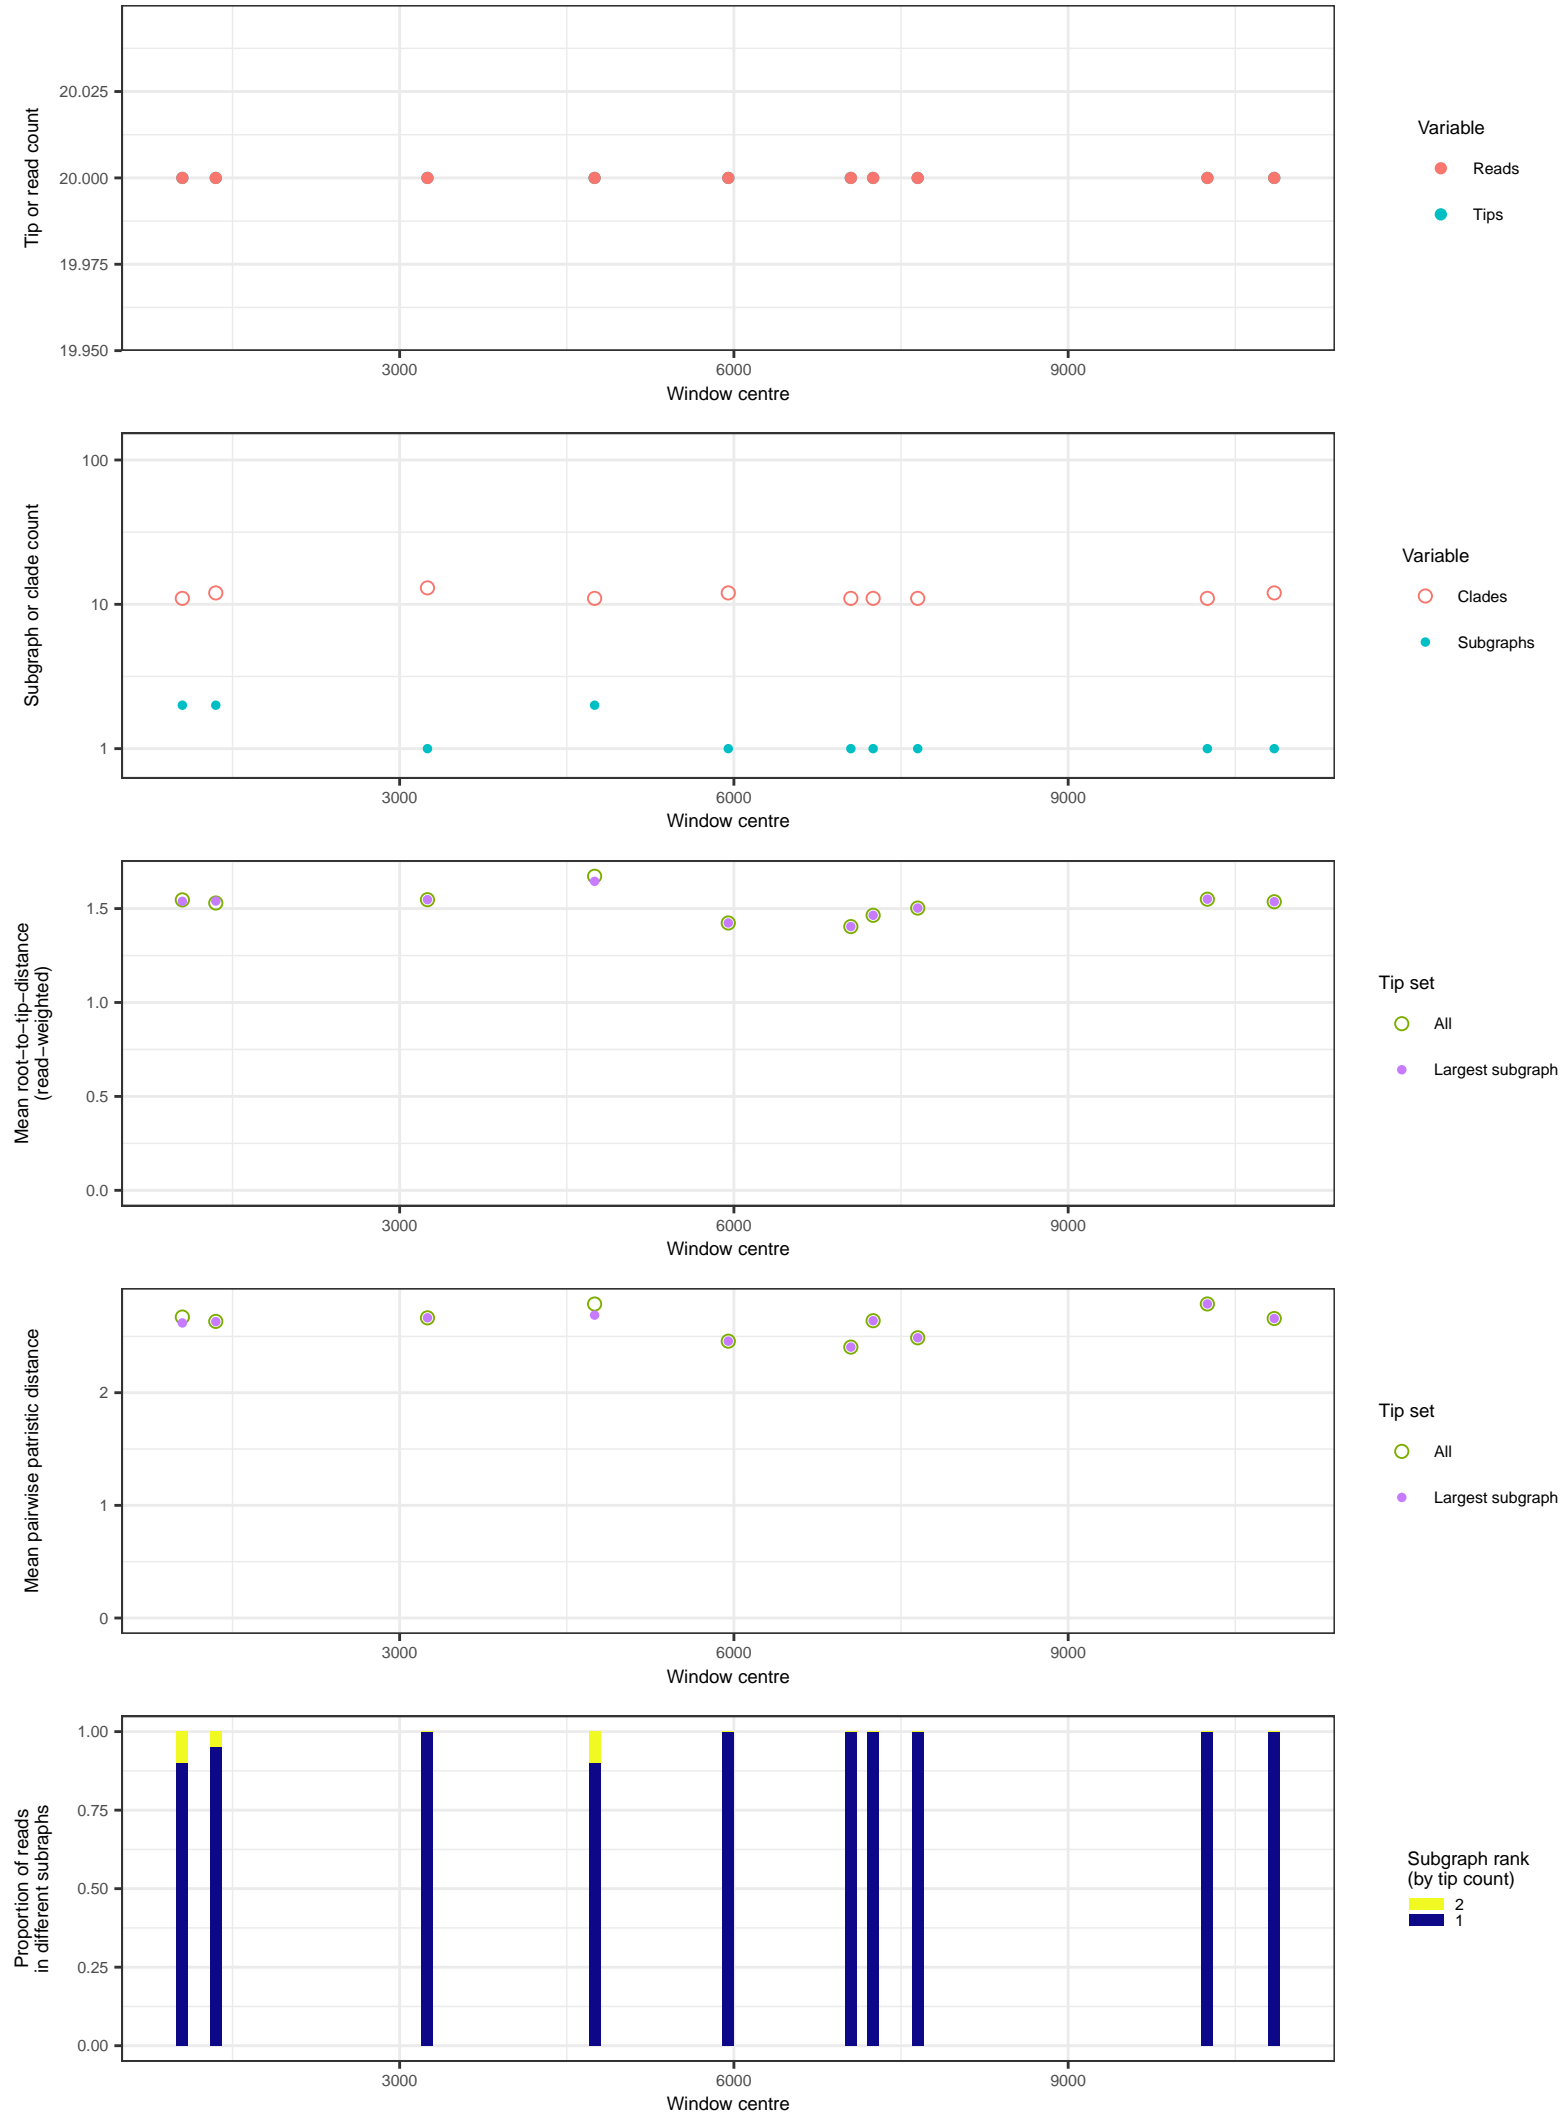 Tip or read count
20.025
20.000
19.975
19.950
3000 6000 9000
Window centre
Variable
Reads
Tips
Subgraph or clade count
100
10
1
3000 6000 9000
Window centre
Variable
Clades
Subgraphs
Mean root−to−tip−distance
(read−weighted)
1.5
1.0
0.5
0.0
3000 6000 9000
Window centre
Tip set
All
Largest subgraph
Mean pairwise patristic distance
2
1
0
3000 6000 9000
Window centre
Tip set
All
Largest subgraph
Proportion of reads
in different subraphs
1.00
0.75
0.50
0.25
0.00
3000 6000 9000
Window centre
Subgraph rank
(by tip count)
2
1